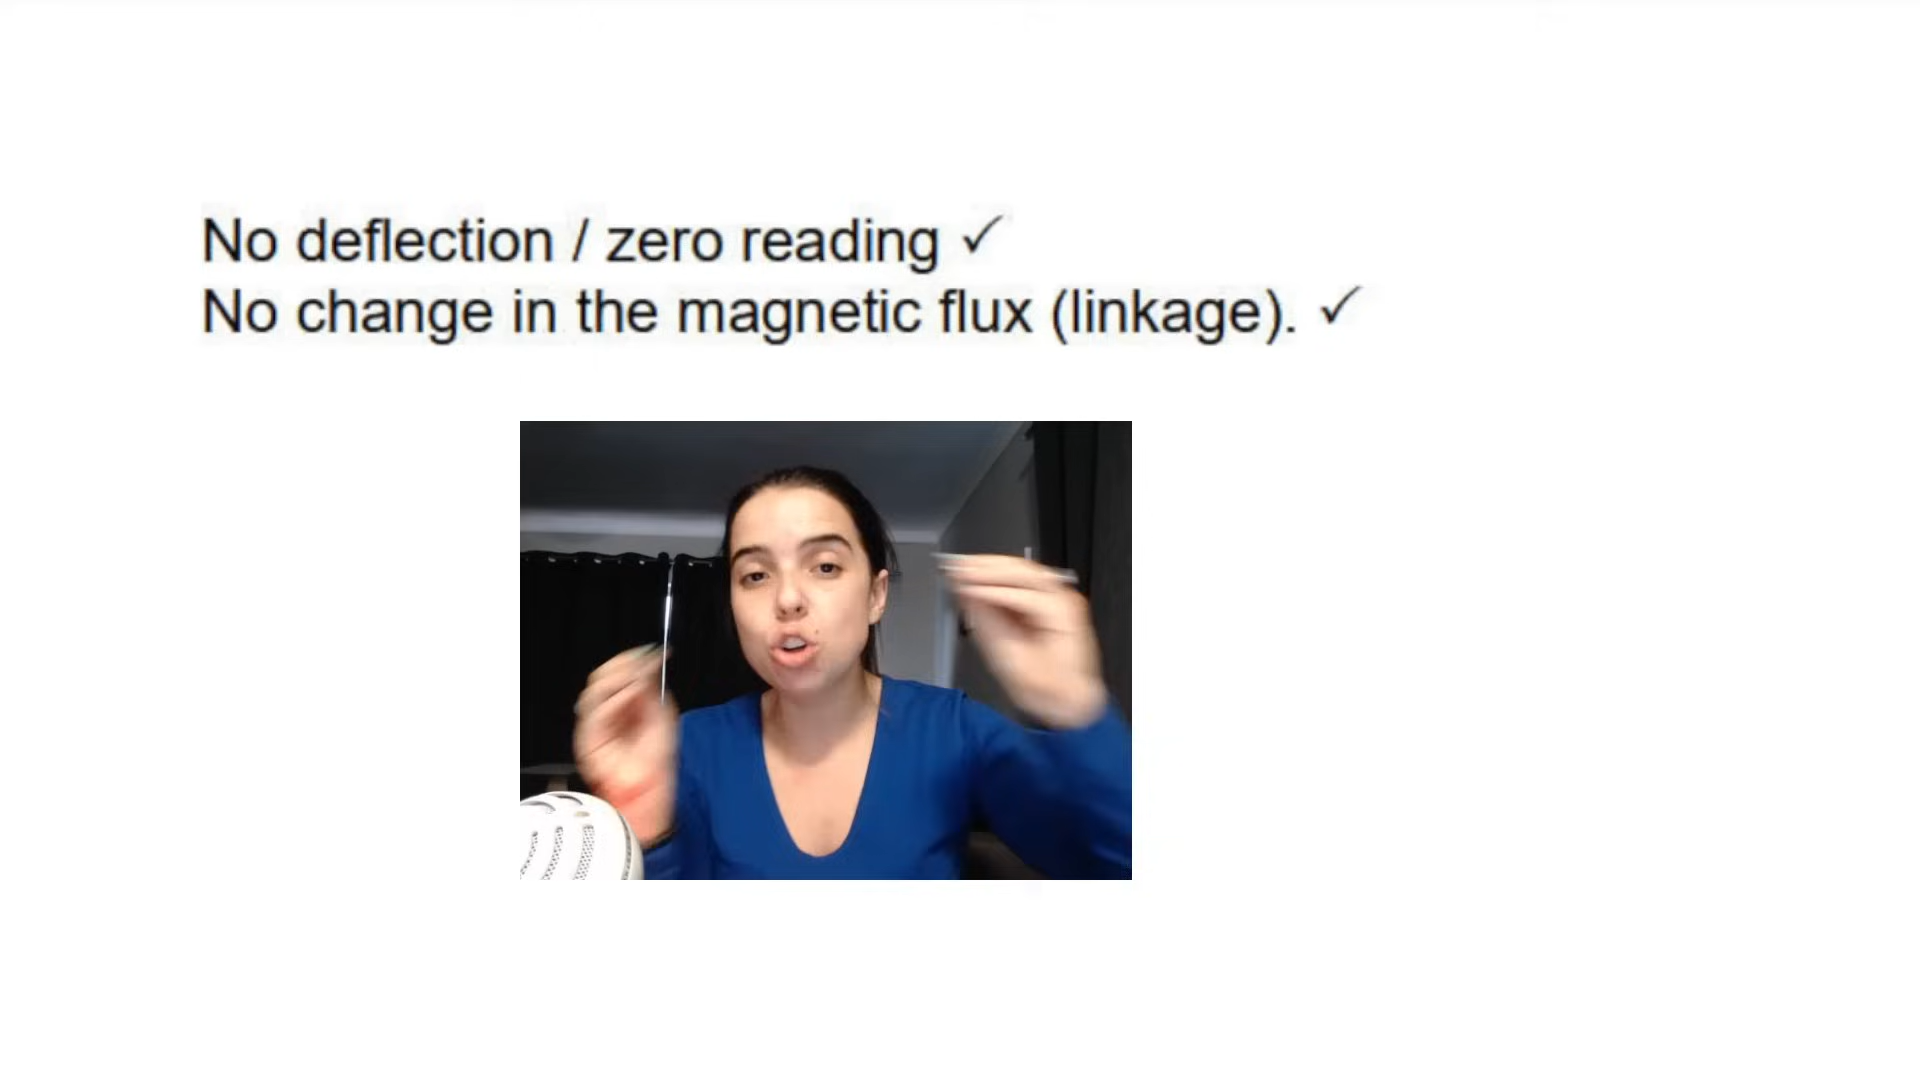 No deflection / zero reading ✓
No change in the magnetic flux (linkage). ✓